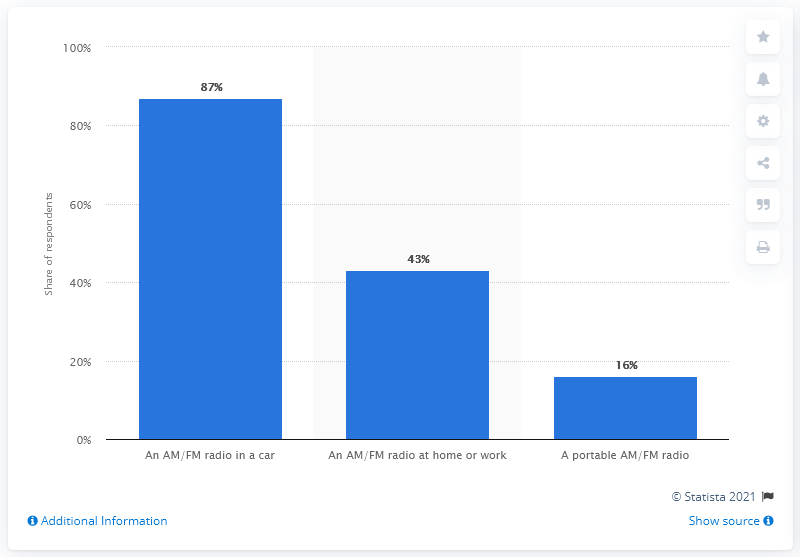 100%
87%
80%
60%
Share of respondents
43%
40%
20%
16%
0%
An AM/FM radio in a car
An AM/FM radio at home or work
A portable AM/FM radio
© Statista 2021
Additional Information
Show source